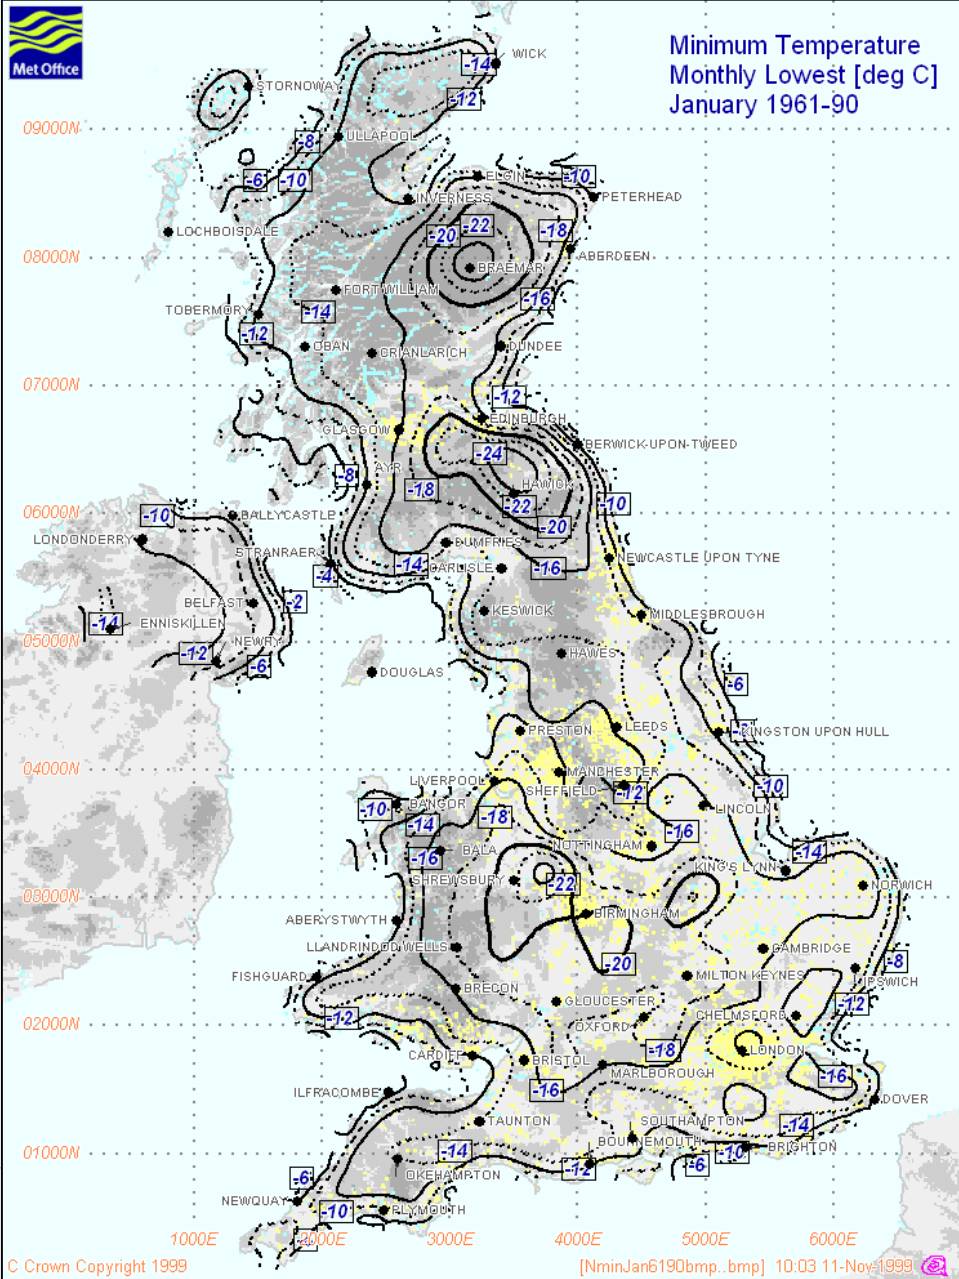 Met Office
Minimum Temperature
Monthly Lowest [deg C]
January 1961-90
WICK
-14
STORNOWAY
-12
09000N
-8
ULLAPOOL
-6
-10
ELGIN
-10
INVERNESS
PETERHEAD
LOCHBOISDALE
-20
-22
-18
08000N
ABERDEEN
BRAEMAR
FORT WILLIAM
-16
TOBERMORY
-14
-12
OBAN
CRIANLARICH
DUNDEE
07000N
-12
EDINBURGH
GLASGOW
BERWICK-UPON-TWEED
-24
AYR
-8
-18
HAWICK
-22
-10
06000N
-10
BALLYCASTLE
-20
LONDONDERRY
STRANRAER
DUMFRIES
NEWCASTLE UPON TYNE
-4
-14
CARLISLE
-16
BELFAST
-2
KESWICK
MIDDLESBROUGH
-14
ENNISKILLEN
05000N
NEWRY
-12
-6
HAWES
DOUGLAS
-6
PRESTON
LEEDS
KINGSTON UPON HULL
04000N
MANCHESTER
LIVERPOOL
SHEFFIELD
-12
-10
-10
BANGOR
LINCOLN
-14
-18
-16
NOTTINGHAM
-16
BALA
-14
KING'S LYNN
SHREWSBURY
-22
NORWICH
03000N
ABERYSTWYTH
BIRMINGHAM
LLANDRINDOD WELLS
CAMBRIDGE
-20
-8
FISHGUARD
MILTON KEYNES
IPSWICH
BRECON
GLOUCESTER
-12
-12
CHELMSFORD
02000N
OXFORD
CARDIFF
BRISTOL
-18
LONDON
MARLBOROUGH
-16
ILFRACOMBE
-16
DOVER
TAUNTON
SOUTHAMPTON
-14
BOURNEMOUTH
BRIGHTON
01000N
-14
-12
-6
-10
OKEHAMPTON
-6
NEWQUAY
-10
PLYMOUTH
1000E
2000E
3000E
4000E
5000E
6000E
C Crown Copyright 1999
[NminJan6190bmp..bmp] 10:03 11-Nov-1999